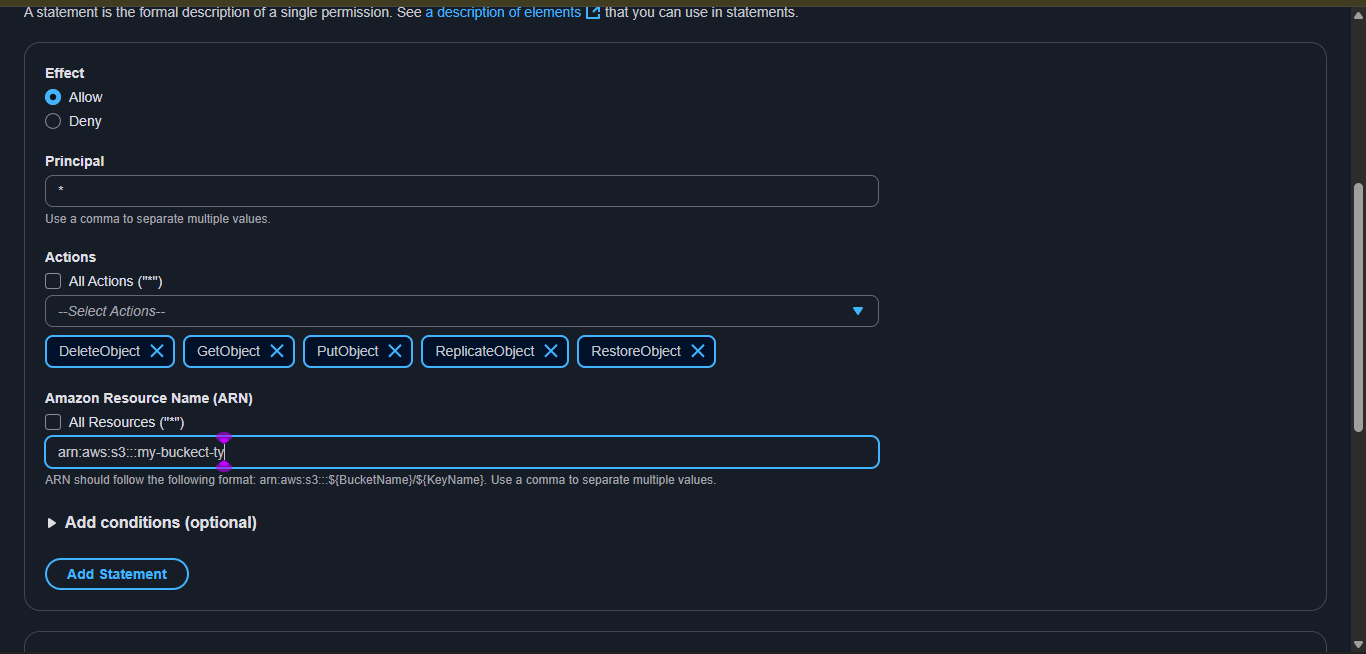 A statement is the formal description of a single permission. See a description of elements that you can use in statements.
Effect
Allow
Deny
Principal
*
Use a comma to separate multiple values.
Actions
All Actions ("*")
--Select Actions--
DeleteObject GetObject PutObject ReplicateObject RestoreObject
Amazon Resource Name (ARN)
All Resources ("*")
arn:aws:s3:::my-buckect-ty
ARN should follow the following format: arn:aws:s3:::${BucketName}/${KeyName}. Use a comma to separate multiple values.
Add conditions (optional)
Add Statement